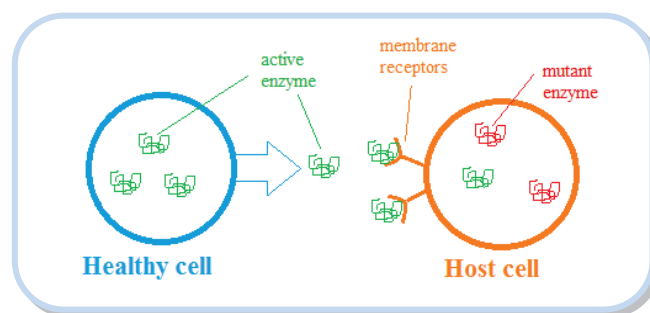 active
enzyme
membrane
receptors
mutant
enzyme
Healthy cell
Host cell